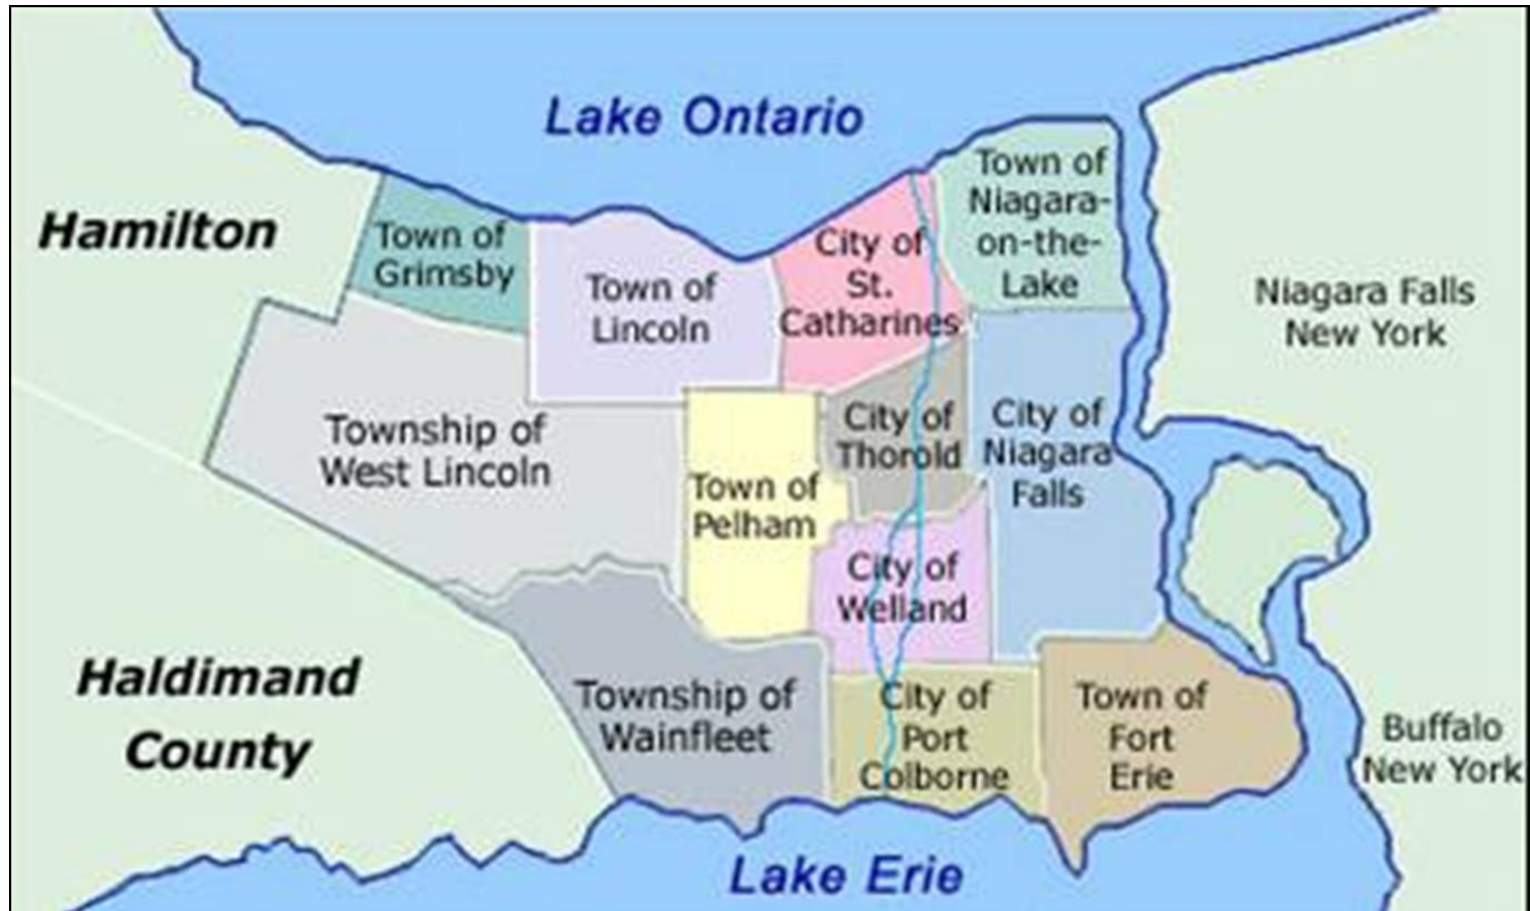 Lake Ontario
Hamilton
Town of
Grimsby
Town of
Lincoln
City of
St.
Catharines
Town of
Niagara-
on-the-
Lake
Niagara Falls
New York
Township of
West Lincoln
Town of
Pelham
City of
Thorold
City of
Niagara
Falls
City of
Welland
Haldimand
County
Township of
Wainfleet
City of
Port
Colborne
Town of
Fort
Erie
Buffalo
New York
Lake Erie